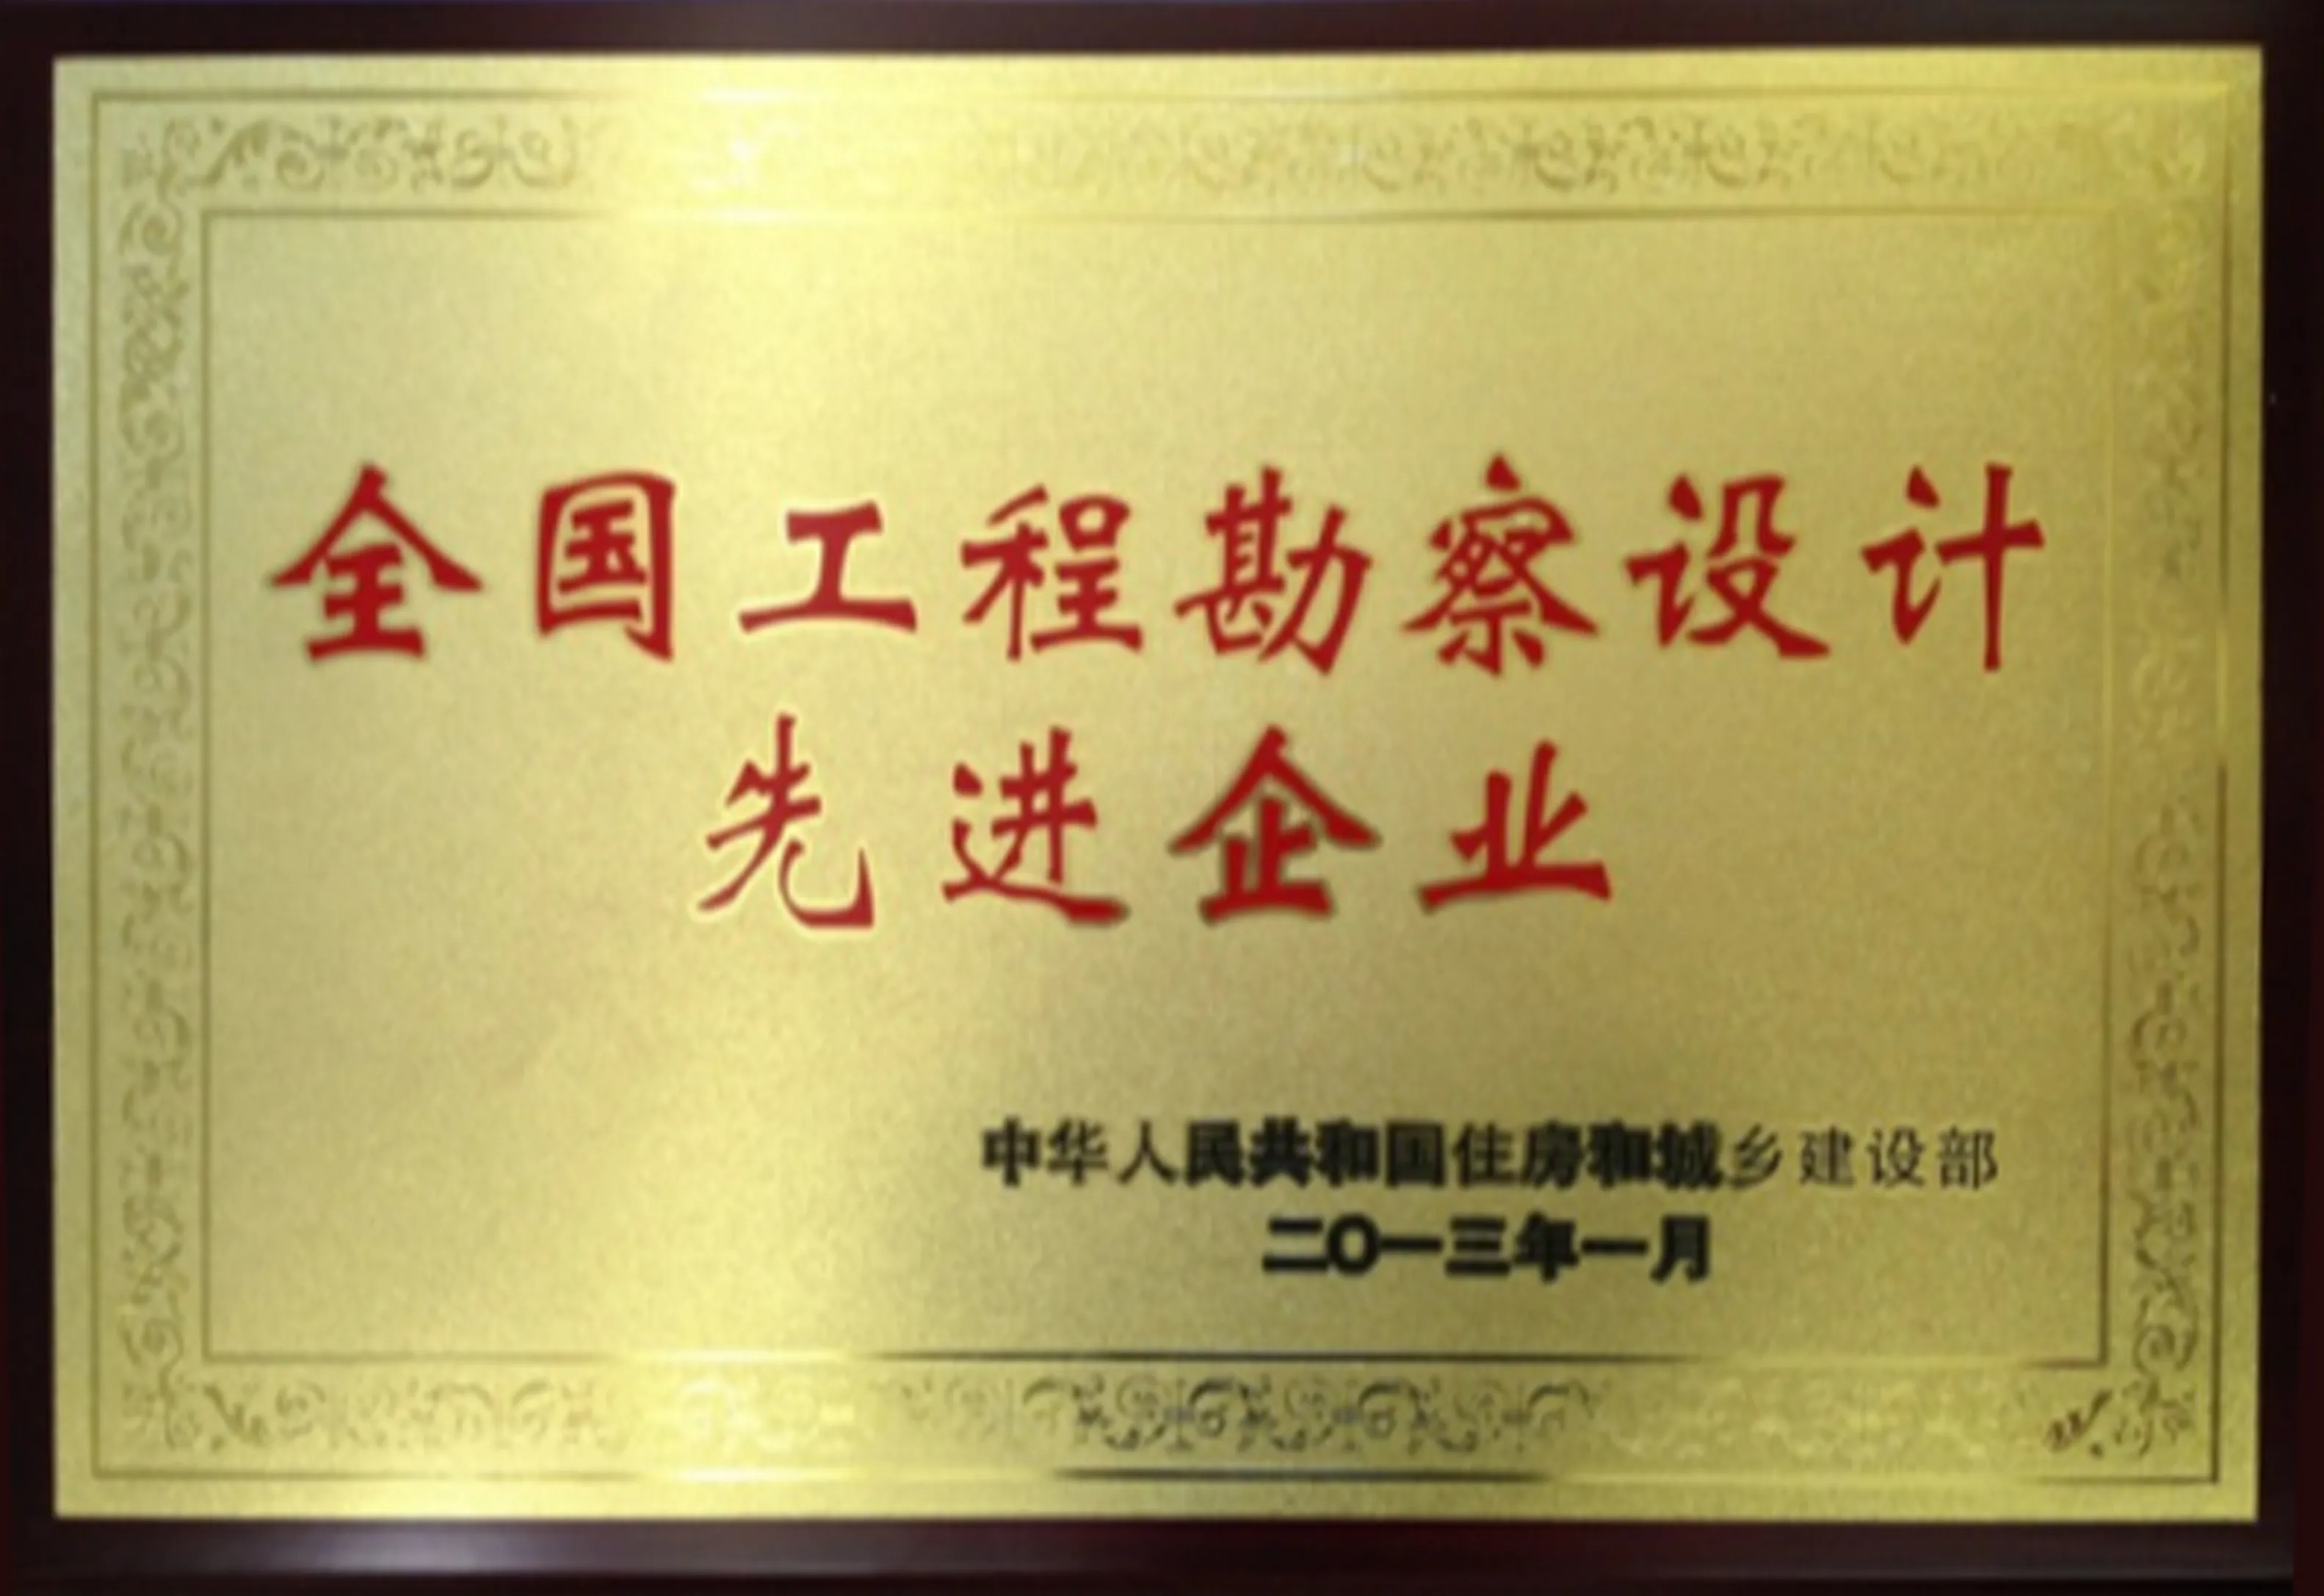 全国工程勘察设计
先进企业
中华人民共和国住房和城乡建设部
二〇一三年一月